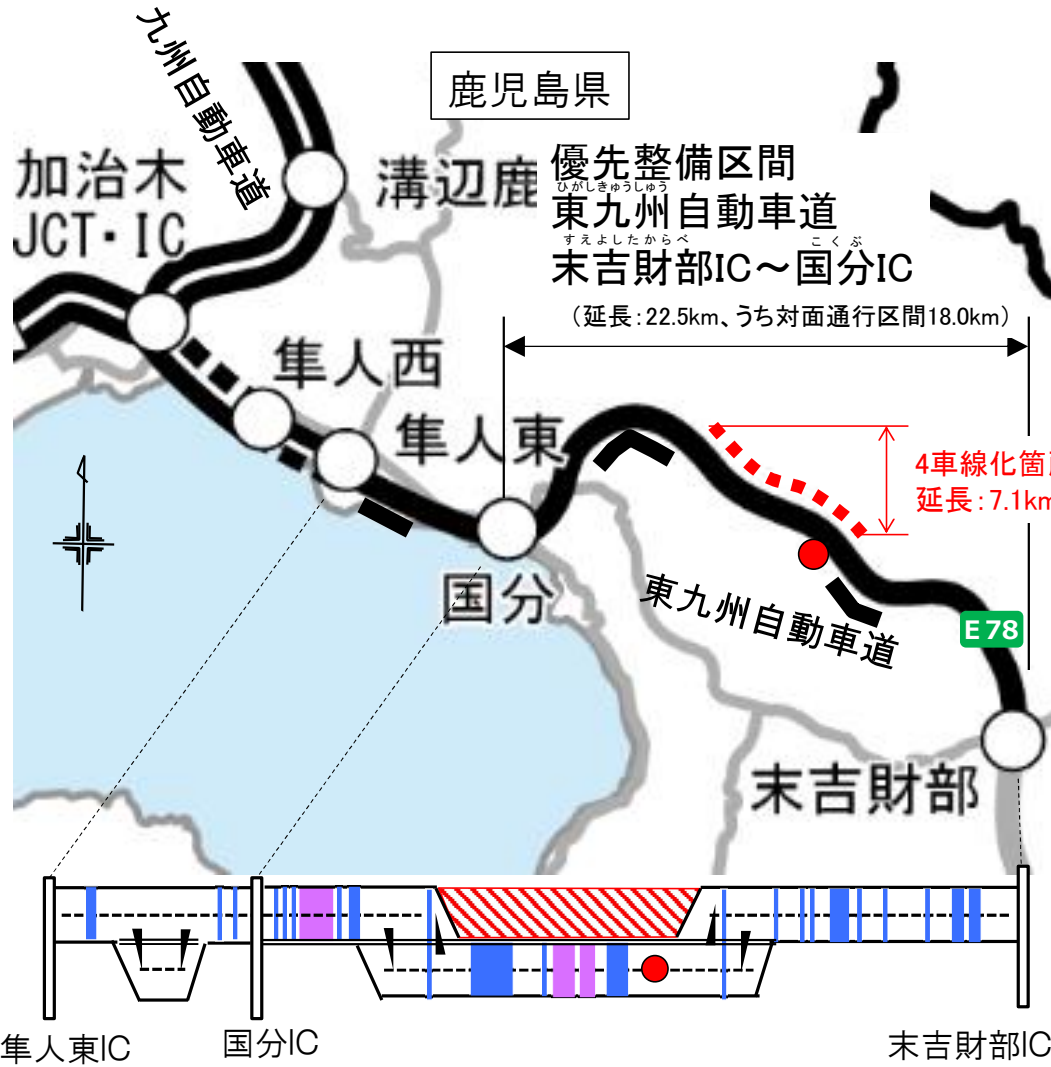 九州自動車道
鹿児島県
加治木
JCT・IC
溝辺鹿
優先整備区間
ひがしきゅうしゅう
東九州自動車道
すえよしたからべ こくぶ
末吉財部IC～国分IC
（延長：22.5km、うち対面通行区間18.0km）
隼人西
隼人東
4車線化箇
延長：7.1km
国分
東九州自動車道
E78
末吉財部
隼人東IC
国分IC
末吉財部IC